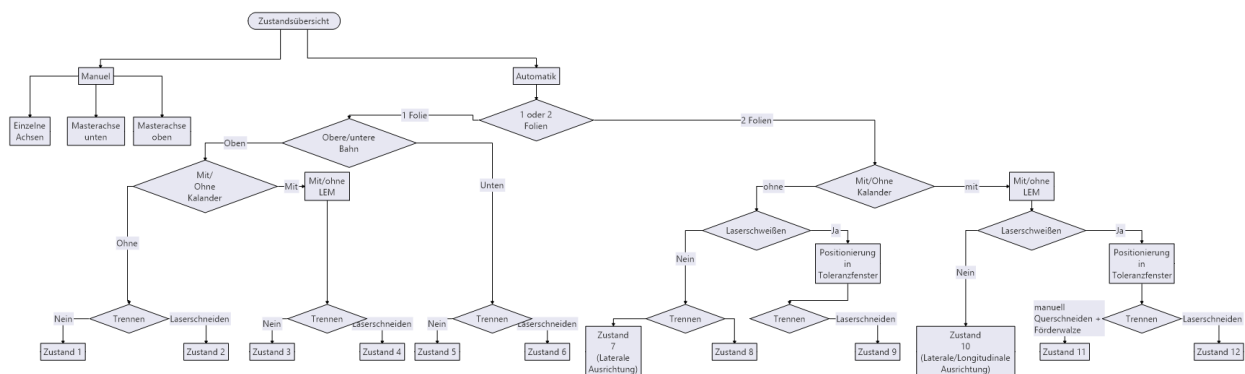 Zustandsübersicht
Manuel
Automatik
Einzelne
Achsen
Masterachse
unten
Masterachse
oben
1 oder 2
Folien
1 Folie
2 Folien
Obere/untere
Bahn
Oben
Unten
Mit/
Ohne
Kalander
Mit
Mit/ohne
LEM
Ohne
Mit/Ohne
Kalander
ohne
mit
Mit/ohne
LEM
Laserschweißen
Ja
Nein
Positionierung
in
Toleranzfenster
Laserschweißen
Ja
Nein
Positionierung
in
Toleranzfenster
Trennen
Nein
Laserschneiden
Zustand 1
Zustand 2
Trennen
Nein
Laserschneiden
Zustand 3
Zustand 4
Trennen
Nein
Laserschneiden
Zustand 5
Zustand 6
Trennen
Zustand
7
(Laterale
Ausrichtung)
Zustand 8
Trennen
Laserschneiden
Zustand 9
Zustand
10
(Laterale/Longitudinale
Ausrichtung)
manuell
Querschneiden +
Förderwalze
Trennen
Laserschneiden
Zustand 11
Zustand 12